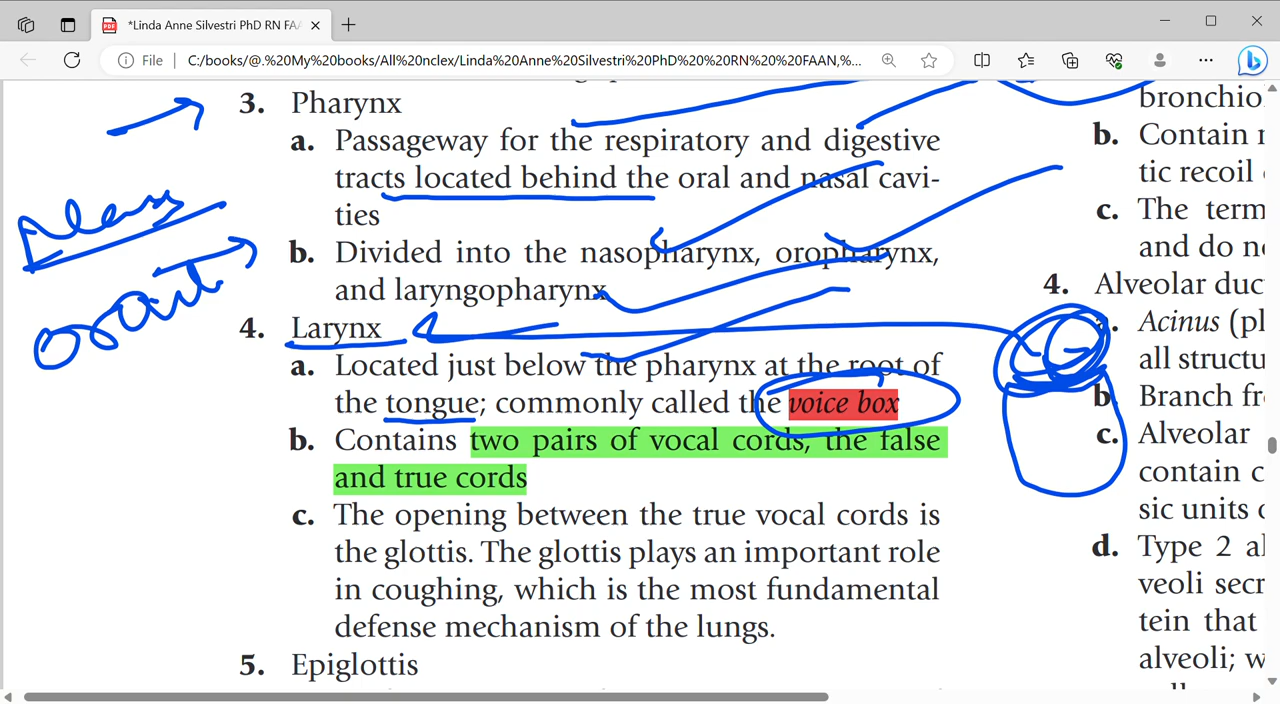 *Linda Anne Silvestri PhD RN FAA
File
C:/books/@.%20My%20books/All%20nclex/Linda%20Anne%20Silvestri%20PhD%20%20RN%20%20FAAN,%...
3. Pharynx
a. Passageway for the respiratory and digestive
tracts located behind the oral and nasal cavi-
ties
b. Divided into the nasopharynx, oropharynx,
and laryngopharynx
4. Larynx
a. Located just below the pharynx at the root of
the tongue; commonly called the voice box
b. Contains two pairs of vocal cords, the false
and true cords
c. The opening between the true vocal cords is
the glottis. The glottis plays an important role
in coughing, which is the most fundamental
defense mechanism of the lungs.
5. Epiglottis
bronchio
b. Contain
tic recoil
c. The term
and do
4. Alveolar duc
a. Acinus (pl
all structu
b. Branch
c. Alveolar
contain
sic units
d. Type 2 al
veoli secr
tein that
alveoli; w